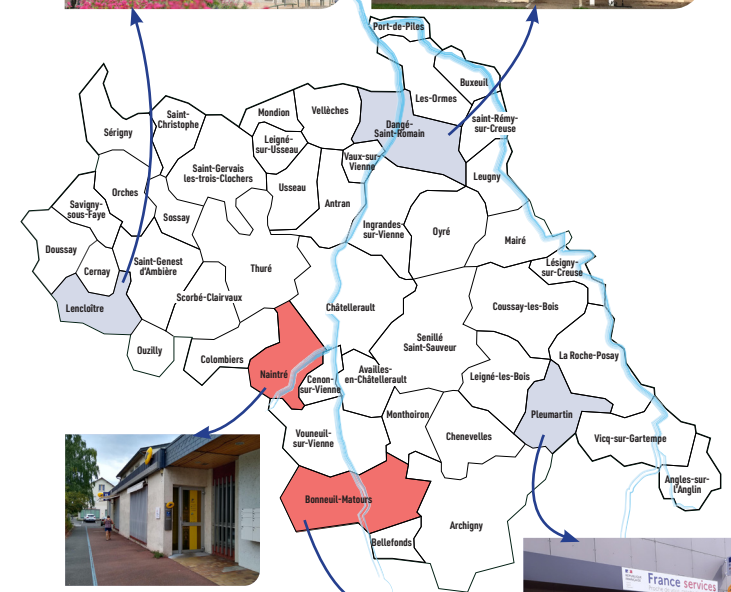 Port-de-Piles
Buxeuil
Les-Ormes
Saint-
Christophe
Mondion
Vellèches
Dangé-
Saint-Romain
saint-Rémy-
sur-Creuse
Sérigny
Leigné-
sur-Usseau
Vaux-sur-
Vienne
Saint-Gervais
les-trois-Clochers
Leugny
Orches
Usseau
Antran
Savigny-
sous-Faye
Sossay
Ingrandes-
sur-Vienne
Oyré
Mairé
Doussay
Cernay
Saint-Genest
d'Ambière
Thuré
Lésigny-
sur-Creuse
Lencloître
Scorbé-Clairvaux
Châtellerault
Coussay-les-Bois
Senillé
Saint-Sauveur
Ouzilly
Colombiers
La Roche-Posay
Naintré
Cenon-
sur-Vienne
Availles-
en-Châtellerault
Leigné-les-Bois
Monthoiron
Pleumartin
Vouneuil-
sur-Vienne
Chenevelles
Vicq-sur-Gartempe
Angles-sur-
l'Anglin
Bonneuil-Matours
Archigny
Bellefonds
France services